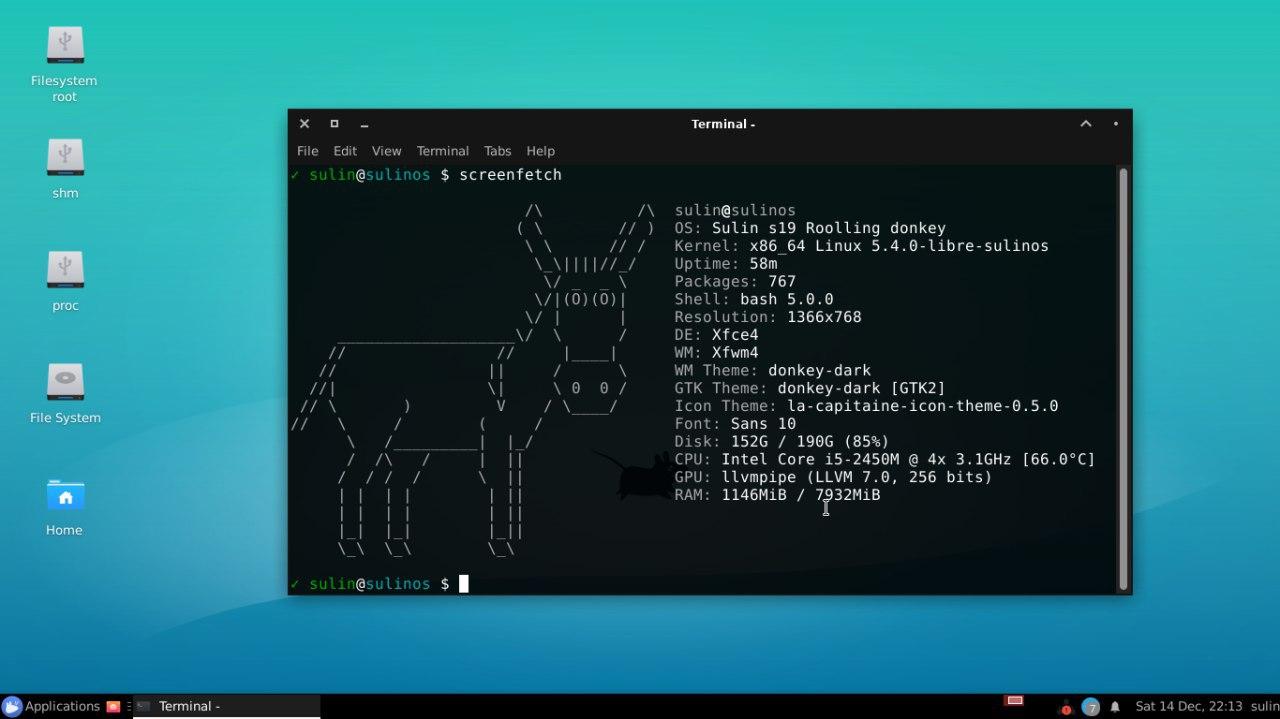 Filesystem
root
shm
proc
File System
Home
Terminal -
File Edit View Terminal Tabs Help
✓ sulin@sulinos $ screenfetch
sulin@sulinos
OS: Sulin s19 Roolling donkey
Kernel: x86_64 Linux 5.4.0-libre-sulinos
Uptime: 58m
Packages: 767
Shell: bash 5.0.0
Resolution: 1366x768
DE: Xfce4
WM: Xfwm4
WM Theme: donkey-dark
GTK Theme: donkey-dark [GTK2]
Icon Theme: la-capitaine-icon-theme-0.5.0
Font: Sans 10
Disk: 152G / 190G (85%)
CPU: Intel Core i5-2450M @ 4x 3.1GHz [66.0°C]
GPU: llvmpipe (LLVM 7.0, 256 bits)
RAM: 1146MiB / 7932MiB
✓ sulin@sulinos $
Applications Terminal - 7 Sat 14 Dec, 22:13 sulin